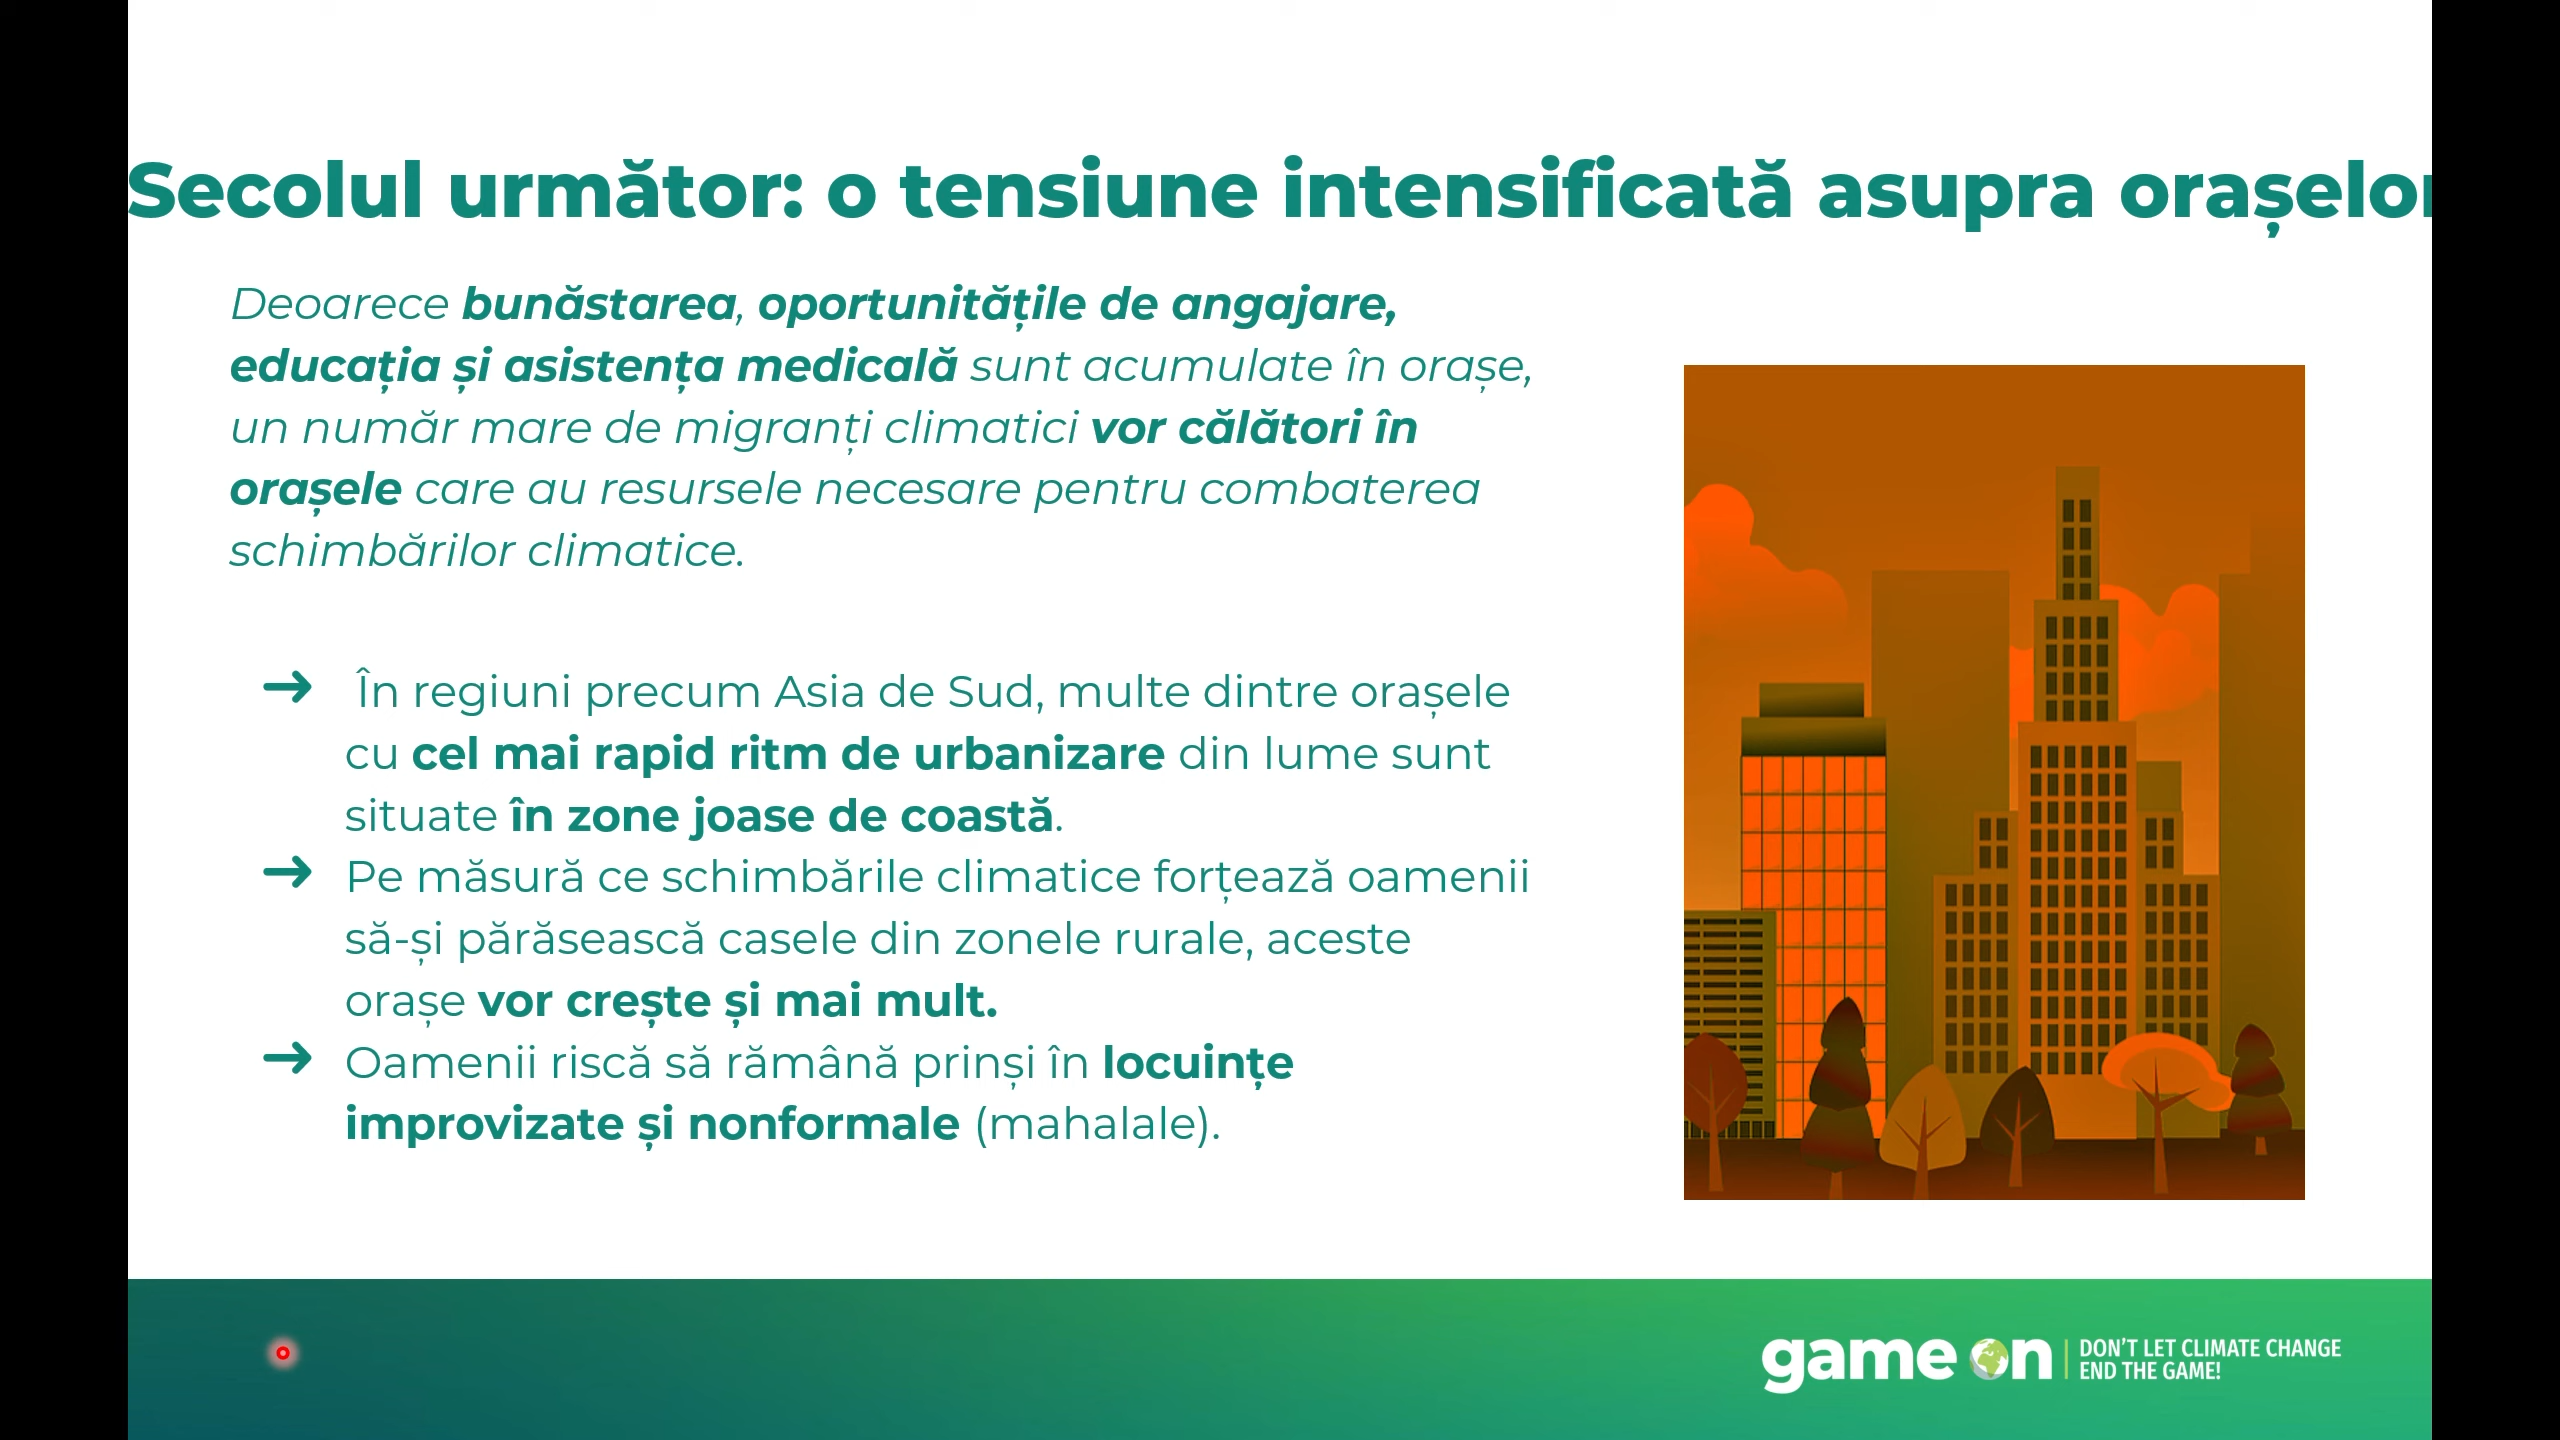 Secolul următor: o tensiune intensificată asupra orașelor
Deoarece bunăstarea, oportunitățile de angajare,
educația și asistența medicală sunt acumulate în orașe,
un număr mare de migranți climatici vor călători în
orașele care au resursele necesare pentru combaterea
schimbărilor climatice.
→ În regiuni precum Asia de Sud, multe dintre orașele
cu cel mai rapid ritm de urbanizare din lume sunt
situate în zone joase de coastă.
→ Pe măsură ce schimbările climatice forțează oamenii
să-și părăsească casele din zonele rurale, aceste
orașe vor crește și mai mult.
→ Oamenii riscă să rămână prinși în locuințe
improvizate și nonformale (mahalale).
game on | DON'T LET CLIMATE CHANGE
END THE GAME!